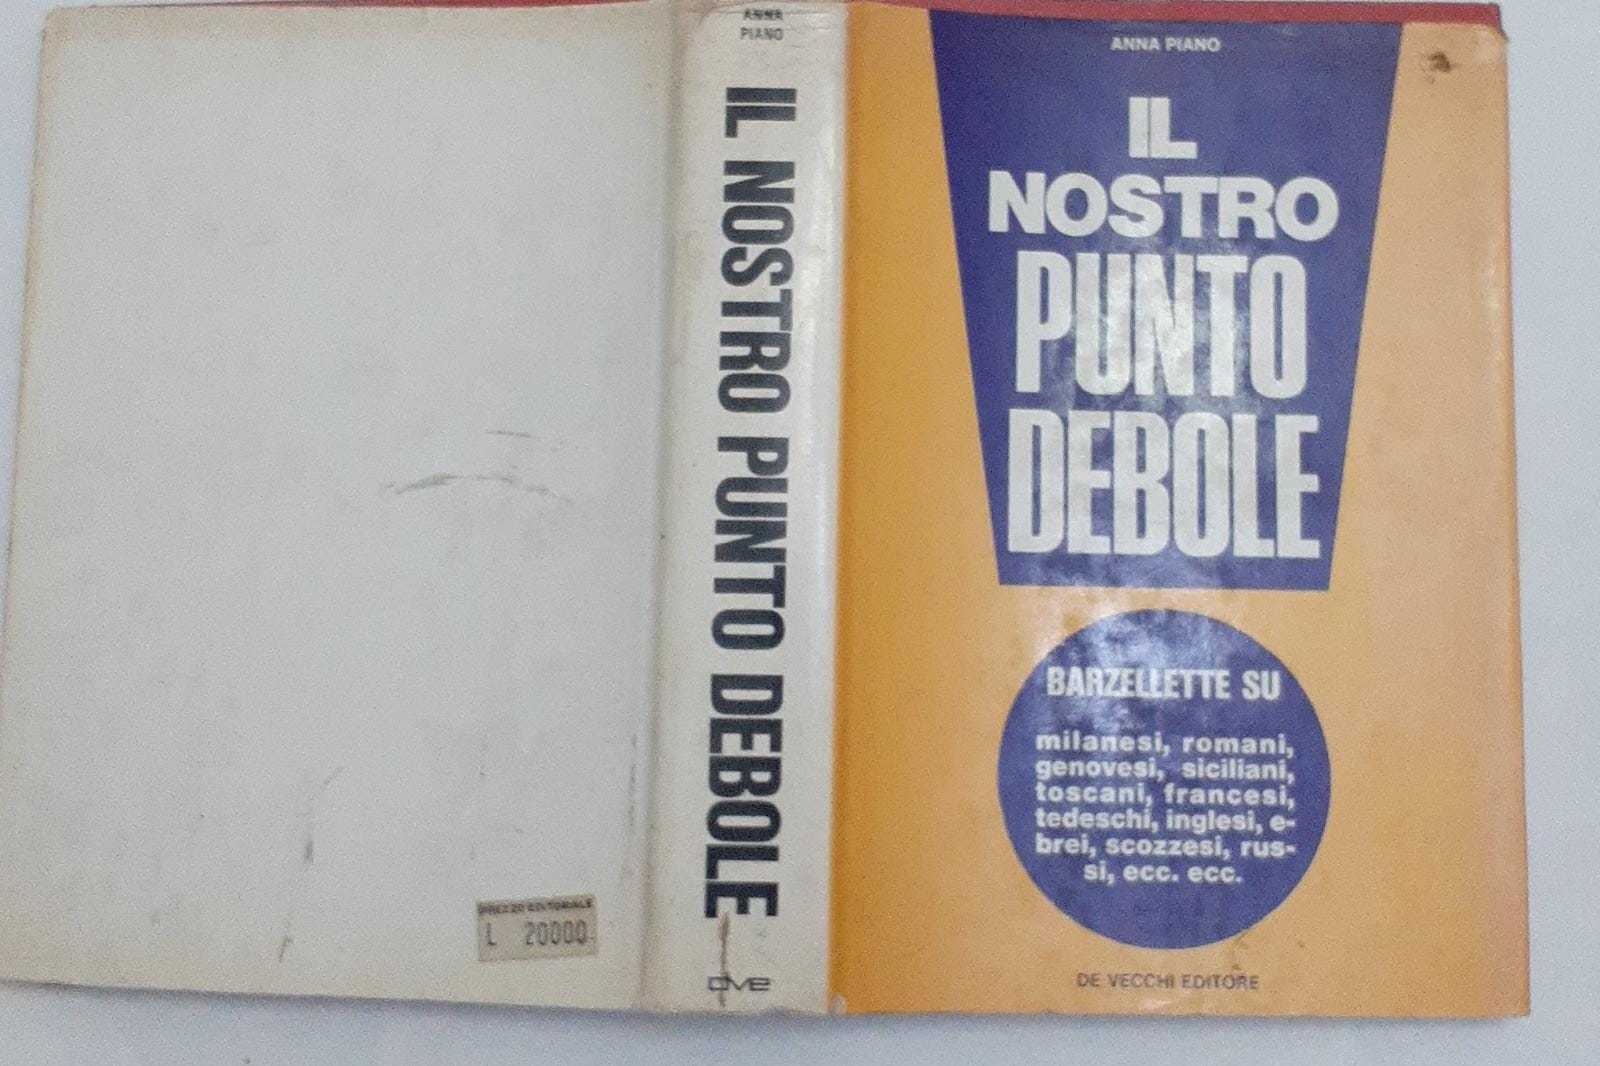 ANNA
PIANO
IL NOSTRO PUNTO DEBOLE
dve
PREZZO EDITORIALE
L 20000
ANNA PIANO
IL
NOSTRO
PUNTO
DEBOLE
BARZELLETTE SU
milanesi, romani,
genovesi, siciliani,
toscani, francesi,
tedeschi, inglesi, e-
brei, scozzesi, rus-
si, ecc. ecc.
DE VECCHI EDITORE